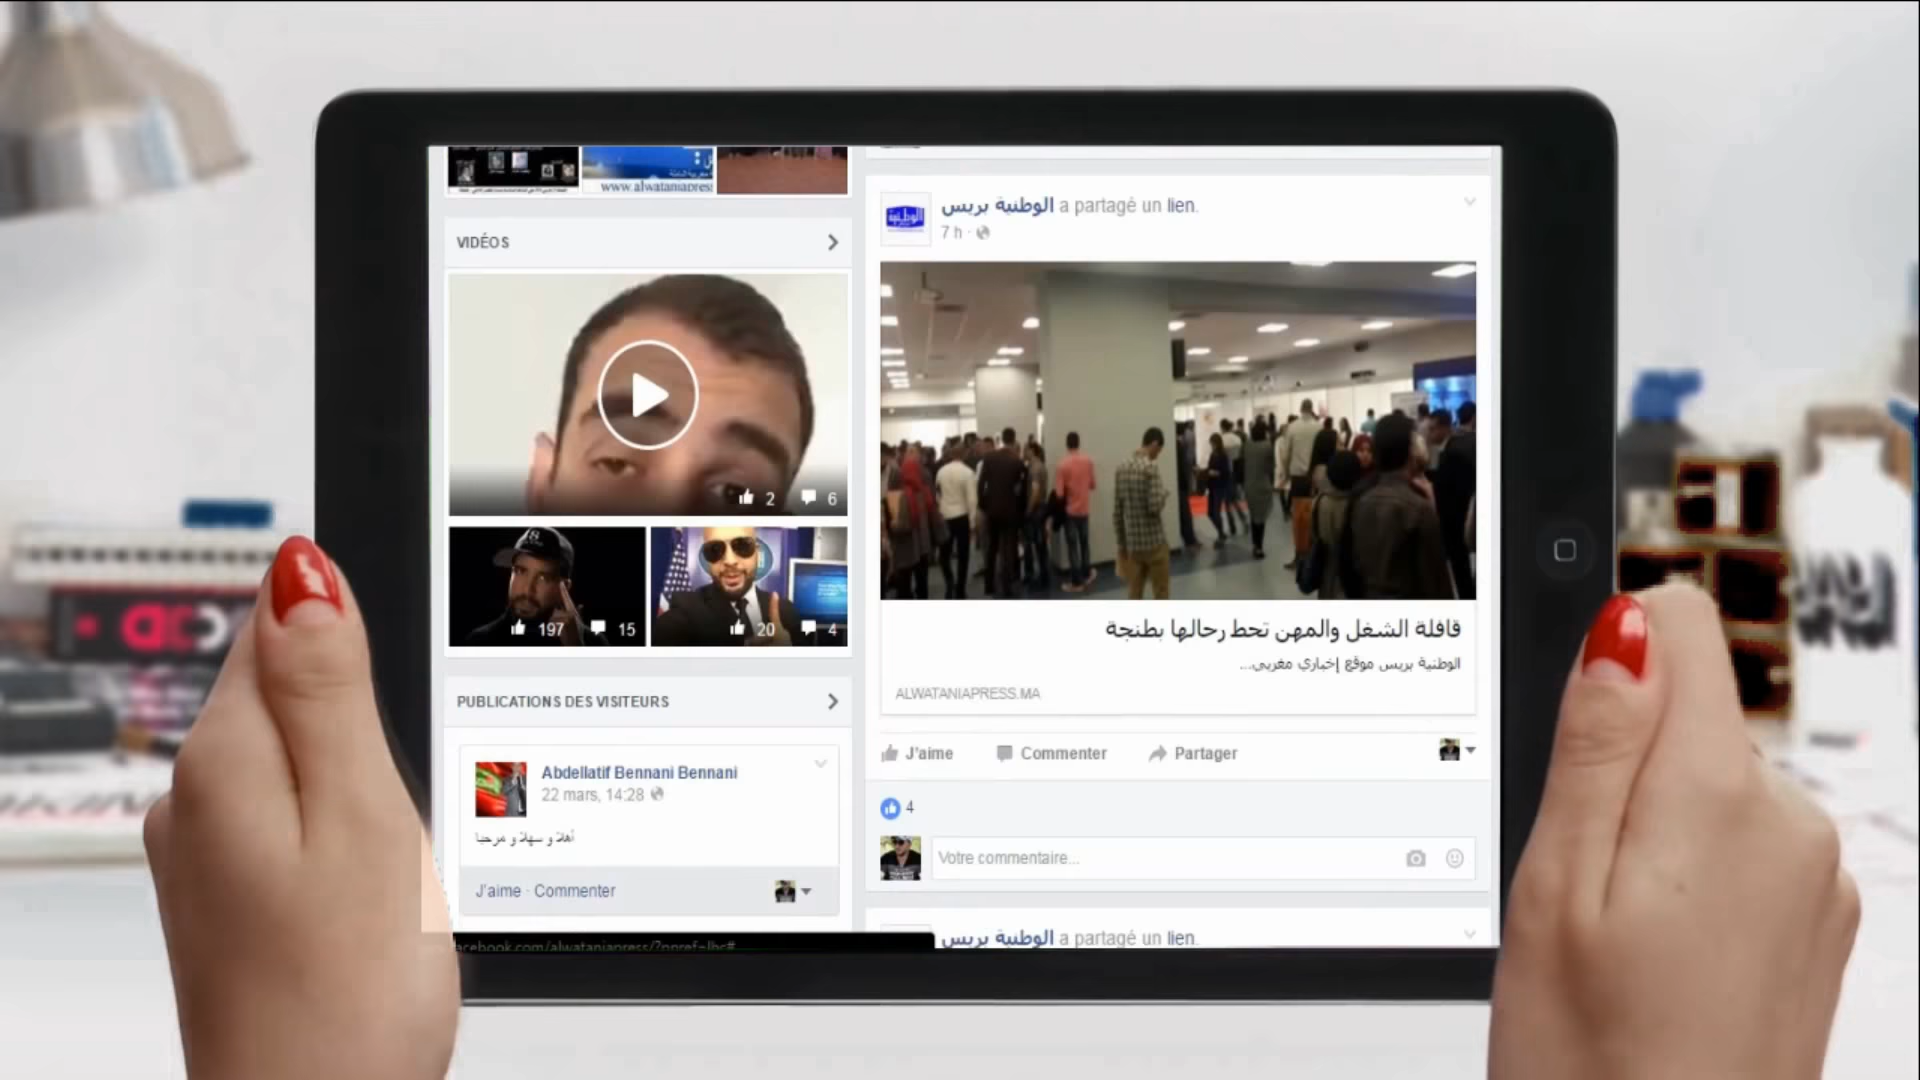 www.alwataniapress
VIDÉOS
2 6
197 15
20 4
PUBLICATIONS DES VISITEURS
Abdellatif Bennani Bennani
22 mars, 14:28
أهلا و سهلا و مرحبا
J'aime · Commenter
facebook.com/alwataniapress/?pnref=lhc#
الوطنية بريس a partagé un lien.
7 h ·
قافلة الشغل والمهن تحط رحالها بطنجة
الوطنية بريس موقع إخباري مغربي...
ALWATANIAPRESS.MA
J'aime Commenter Partager
4
Votre commentaire...
الوطنية بريس a partagé un lien.